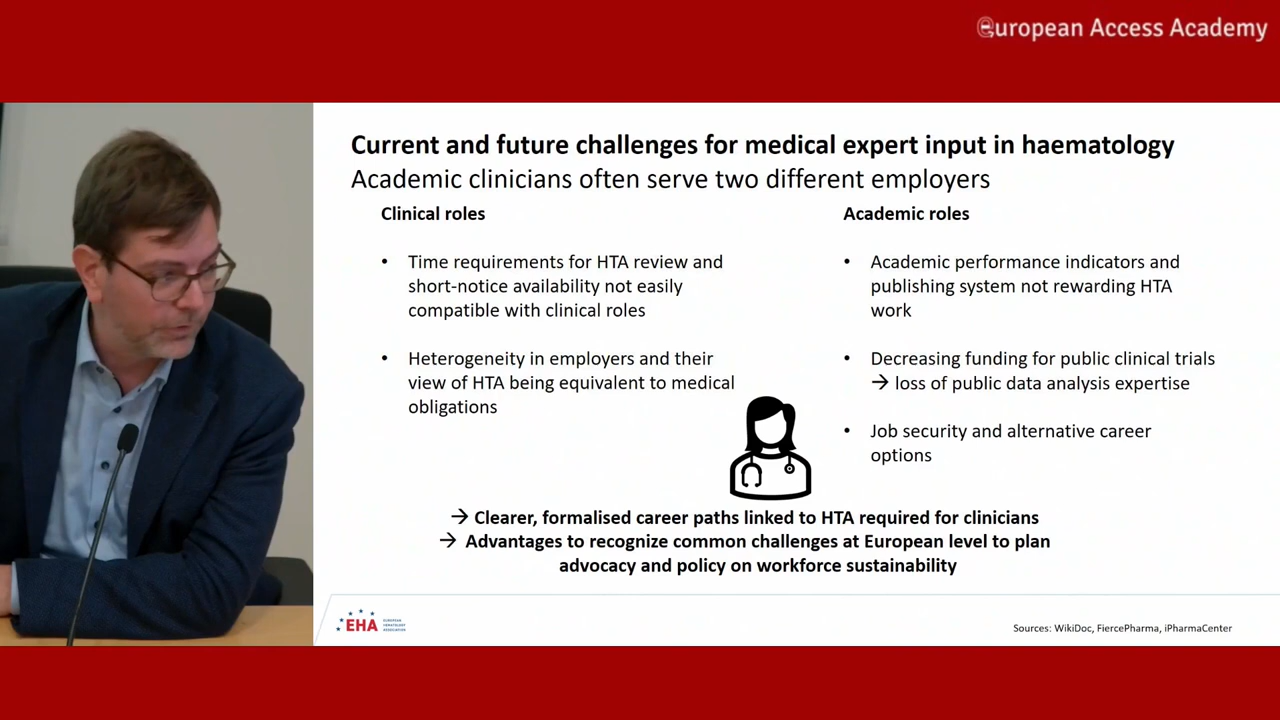 European Access Academy
Current and future challenges for medical expert input in haematology
Academic clinicians often serve two different employers
Clinical roles
• Time requirements for HTA review and
short-notice availability not easily
compatible with clinical roles
• Heterogeneity in employers and their
view of HTA being equivalent to medical
obligations
Academic roles
• Academic performance indicators and
publishing system not rewarding HTA
work
• Decreasing funding for public clinical trials
→ loss of public data analysis expertise
• Job security and alternative career
options
→ Clearer, formalised career paths linked to HTA required for clinicians
→ Advantages to recognize common challenges at European level to plan
advocacy and policy on workforce sustainability
EHA
EUROPEAN
HEMATOLOGY
ASSOCIATION
Sources: WikiDoc, FiercePharma, iPharmaCenter